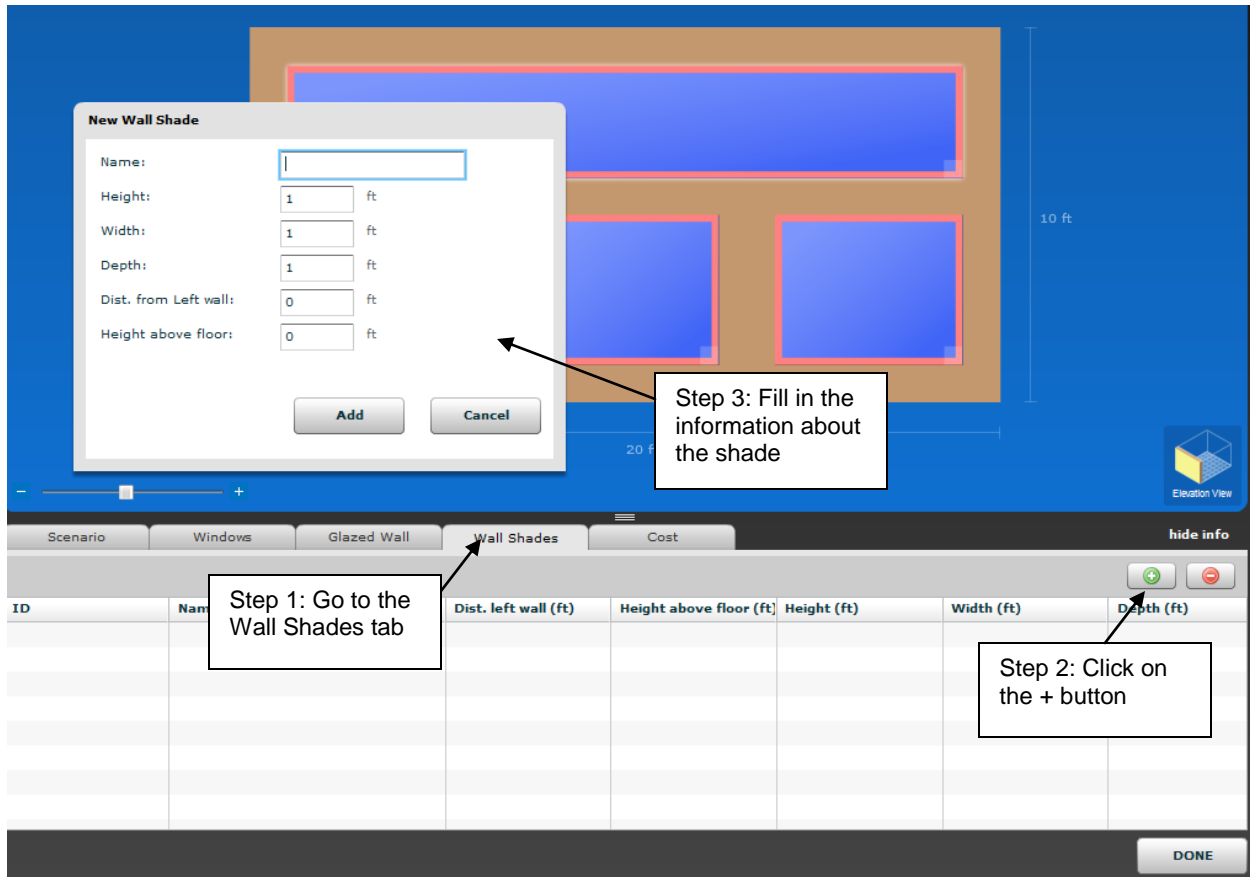 New Wall Shade
Name:
Height: 1 ft
Width: 1 ft
Depth: 1 ft
Dist. from Left wall: 0 ft
Height above floor: 0 ft
Add Cancel
10 ft
20 f
Step 3: Fill in the
information about
the shade
Elevation View
- +
Scenario Windows Glazed Wall Wall Shades Cost hide info
Step 1: Go to the
Wall Shades tab
ID Nam Dist. left wall (ft) Height above floor (ft) Height (ft) Width (ft) Depth (ft)
Step 2: Click on
the + button
DONE